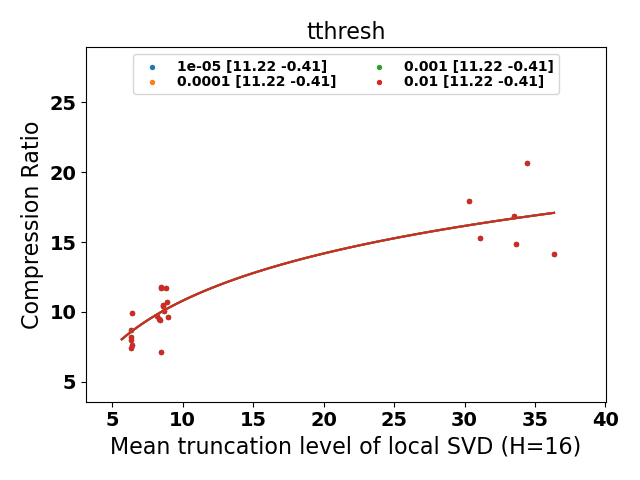 tthresh
1e-05 [11.22 -0.41]
0.0001 [11.22 -0.41]
0.001 [11.22 -0.41]
0.01 [11.22 -0.41]
Compression Ratio
25
20
15
10
5
5 10 15 20 25 30 35 40
Mean truncation level of local SVD (H=16)